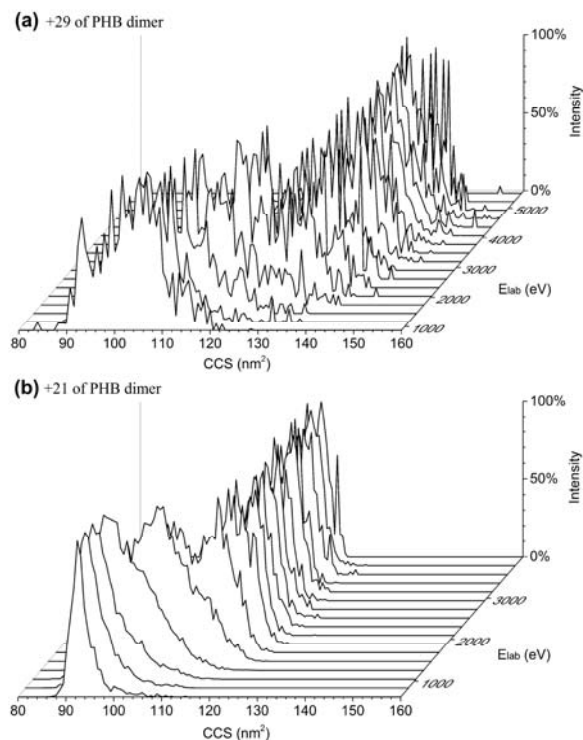 (a) +29 of PHB dimer
100%
50%
0%
Intensity
5000
4000
3000
2000
1000
Elab (eV)
80 90 100 110 120 130 140 150 160
CCS (nm²)
(b) +21 of PHB dimer
100%
50%
0%
Intensity
3000
2000
1000
Elab (eV)
80 90 100 110 120 130 140 150 160
CCS (nm²)